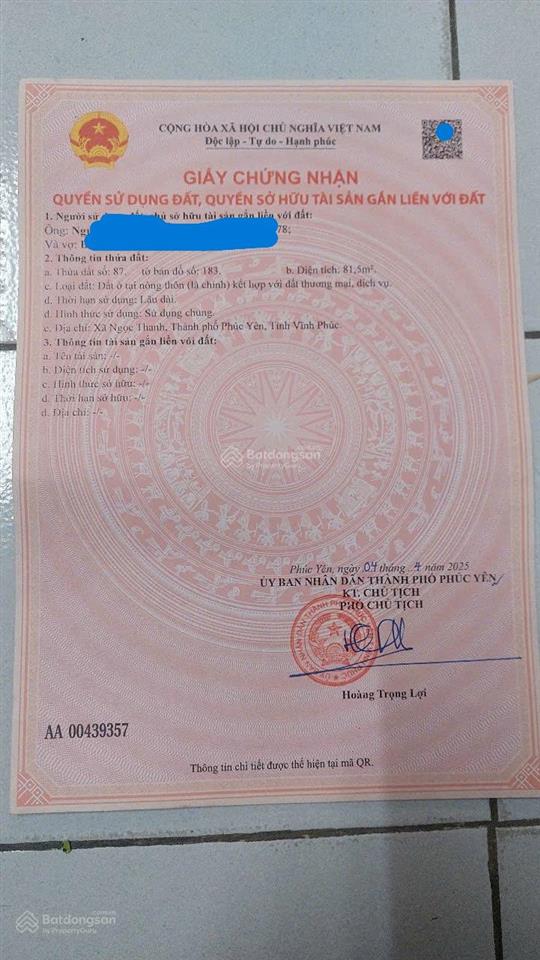 CỘNG HÒA XÃ HỘI CHỦ NGHĨA VIỆT NAM
Độc lập - Tự do - Hạnh phúc
GIẤY CHỨNG NHẬN
QUYỀN SỬ DỤNG ĐẤT, QUYỀN SỞ HỮU TÀI SẢN GẮN LIỀN VỚI ĐẤT
1. Người sử dụng đất, chủ sở hữu tài sản gắn liền với đất:
Ông: 78;
Và vợ:
2. Thông tin thửa đất:
a. Thửa đất số: 87, tờ bản đồ số: 183, b. Diện tích: 81,5m².
c. Loại đất: Đất ở tại nông thôn (là chính) kết hợp với đất thương mại, dịch vụ.
d. Thời hạn sử dụng: Lâu dài.
đ. Hình thức sử dụng: Sử dụng chung.
e. Địa chỉ: Xã Ngọc Thanh, Thành phố Phúc Yên, Tỉnh Vĩnh Phúc
3. Thông tin tài sản gắn liền với đất:
a. Tên tài sản: -/-
b. Diện tích sử dụng: -/-
c. Hình thức sở hữu: -/-
d. Thời hạn sở hữu: -/-
đ. Địa chỉ: -/-
Batdongsan
by PropertyGuru
Phúc Yên, ngày 04 tháng 4 năm 2025
ỦY BAN NHÂN DÂN THÀNH PHỐ PHÚC YÊN
KT. CHỦ TỊCH
PHÓ CHỦ TỊCH
Hoàng Trọng Lợi
AA 00439357
Thông tin chi tiết được thể hiện tại mã QR.
Batdongsan
by PropertyGuru